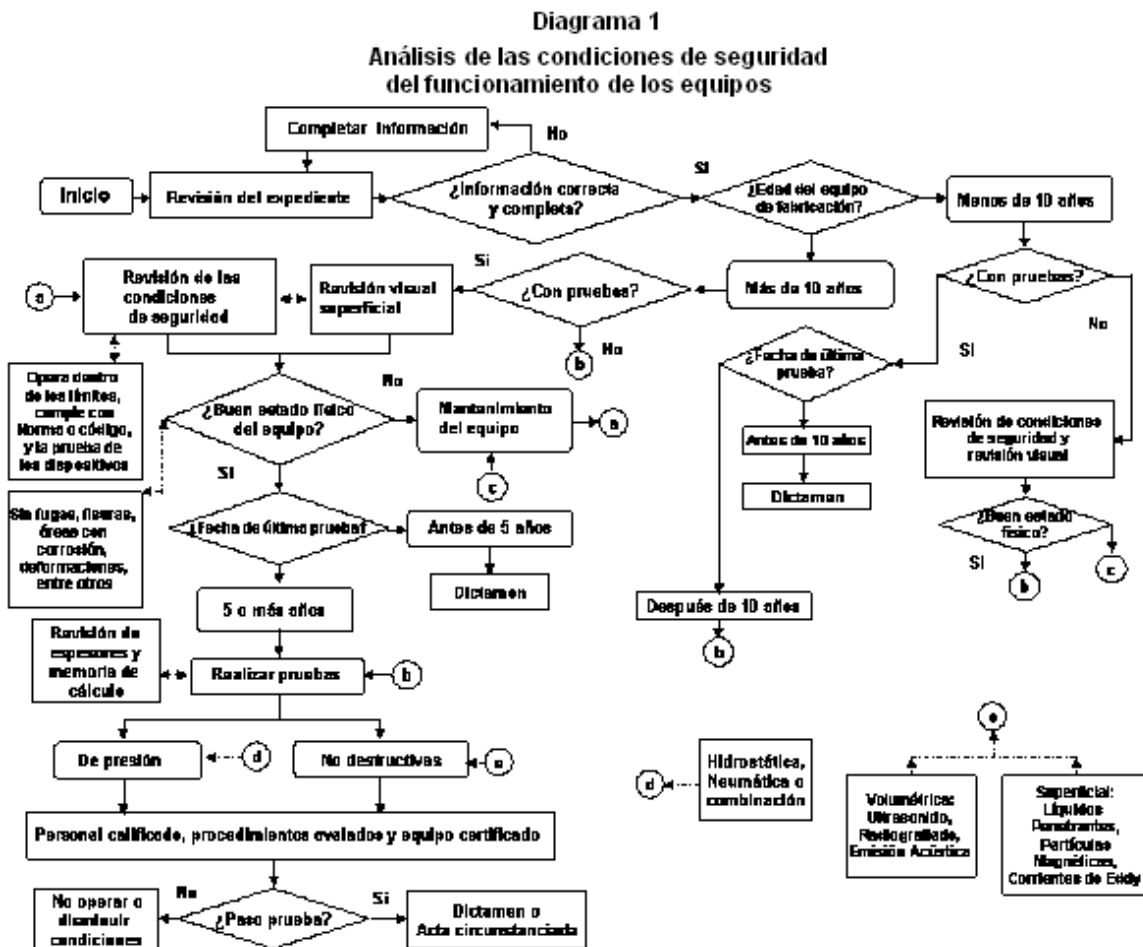 Diagrama 1
Análisis de las condiciones de seguridad
del funcionamiento de los equipos
Completar Información
No
Inicio
Revisión del expediente
¿Información correcta
y completa?
SI
¿Edad del equipo
de fabricación?
Menos de 10 años
Más de 10 años
¿Con pruebas?
Si
No
b
¿Con pruebas?
No
SI
a
Revisión de las
condiciones
de seguridad
Revisión visual
superficial
Opera dentro
de los límites,
cumple con
Norma o código,
y la prueba de
los dispositivos
¿Buen estado físico
del equipo?
No
Mantenimiento
del equipo
a
c
SI
Sin fugas, fisuras,
áreas con
corrosión,
deformaciones,
entre otros
¿Fecha de última prueba?
Antes de 5 años
Dictamen
5 o más años
¿Fecha de última
prueba?
Antes de 10 años
Dictamen
Después de 10 años
b
Revisión de condiciones
de seguridad y
revisión visual
¿Buen estado
físico?
SI
b
c
Revisión de
espesores y
memoria de
cálculo
Realizar pruebas
b
De presión
d
No destructivas
e
Personal calificado, procedimientos avalados y equipo certificado
No operar o
disminuir
condiciones
No
¿Paso prueba?
Si
Dictamen o
Acta circunstanciada
d
Hidrostática,
Neumática o
combinación
e
Volumétrica:
Ultrasonido,
Radiografiado,
Emisión Acústica
Superficial:
Líquidos
Penetrantes,
Partículas
Magnéticas,
Corrientes de Eddy